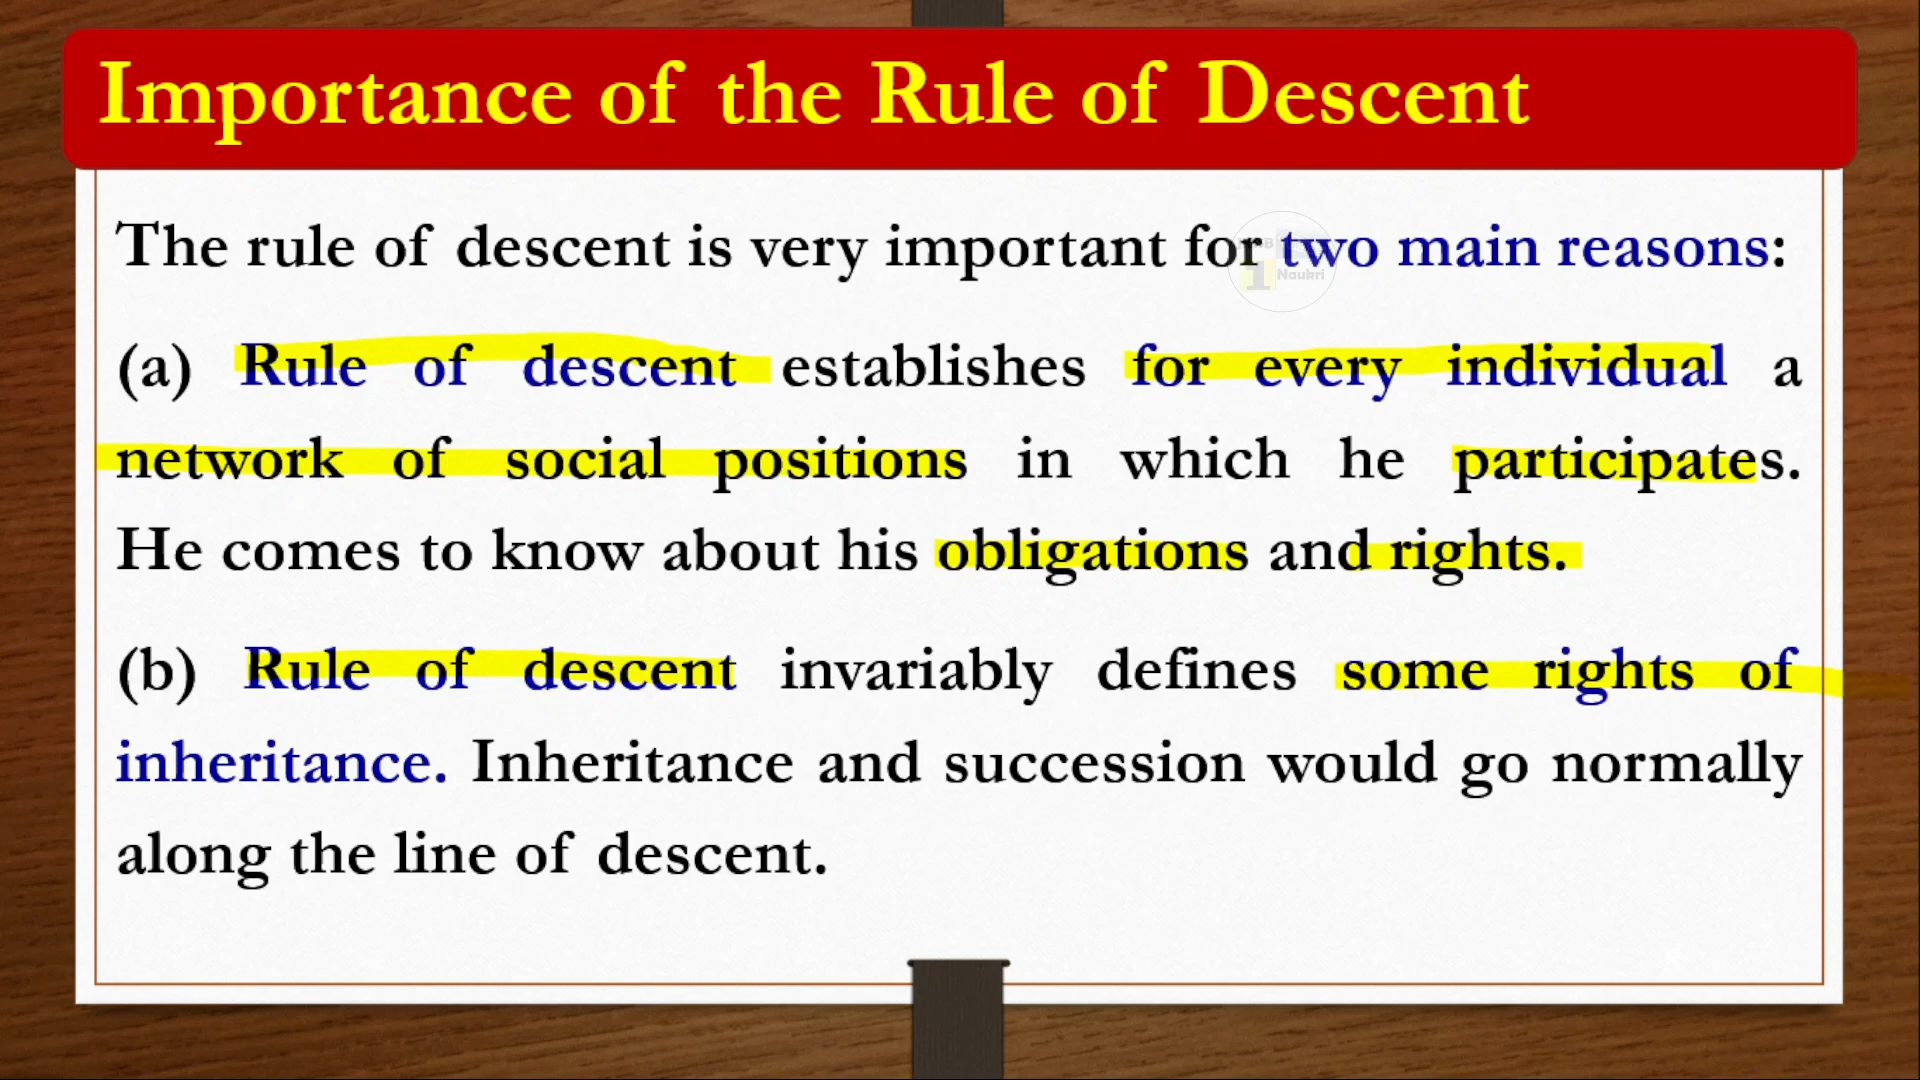 Importance of the Rule of Descent
The rule of descent is very important for two main reasons:
1 Naukri
(a) Rule of descent establishes for every individual a
network of social positions in which he participates.
He comes to know about his obligations and rights.
(b) Rule of descent invariably defines some rights of
inheritance. Inheritance and succession would go normally
along the line of descent.